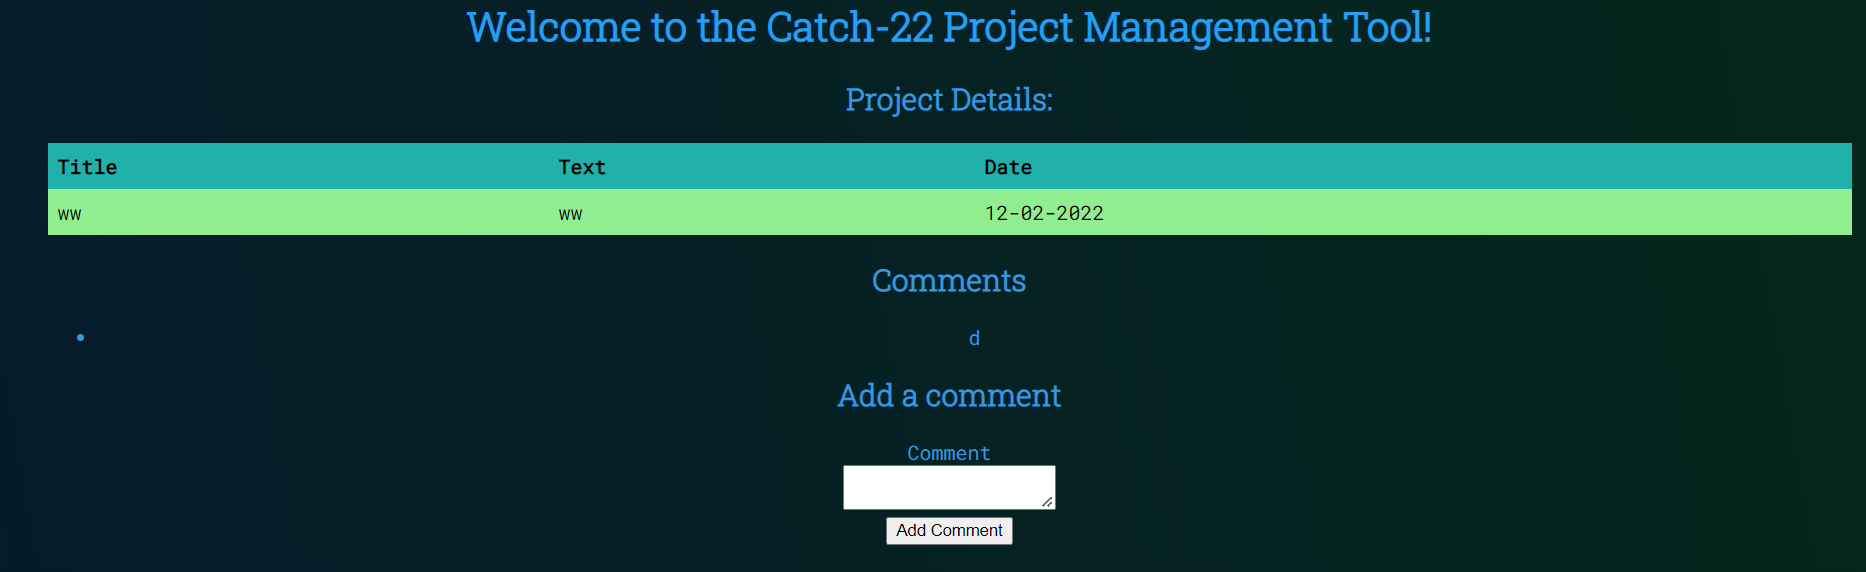 Welcome to the Catch-22 Project Management Tool!
Project Details:
Title Text Date
ww ww 12-02-2022
Comments
• d
Add a comment
Comment
Add Comment